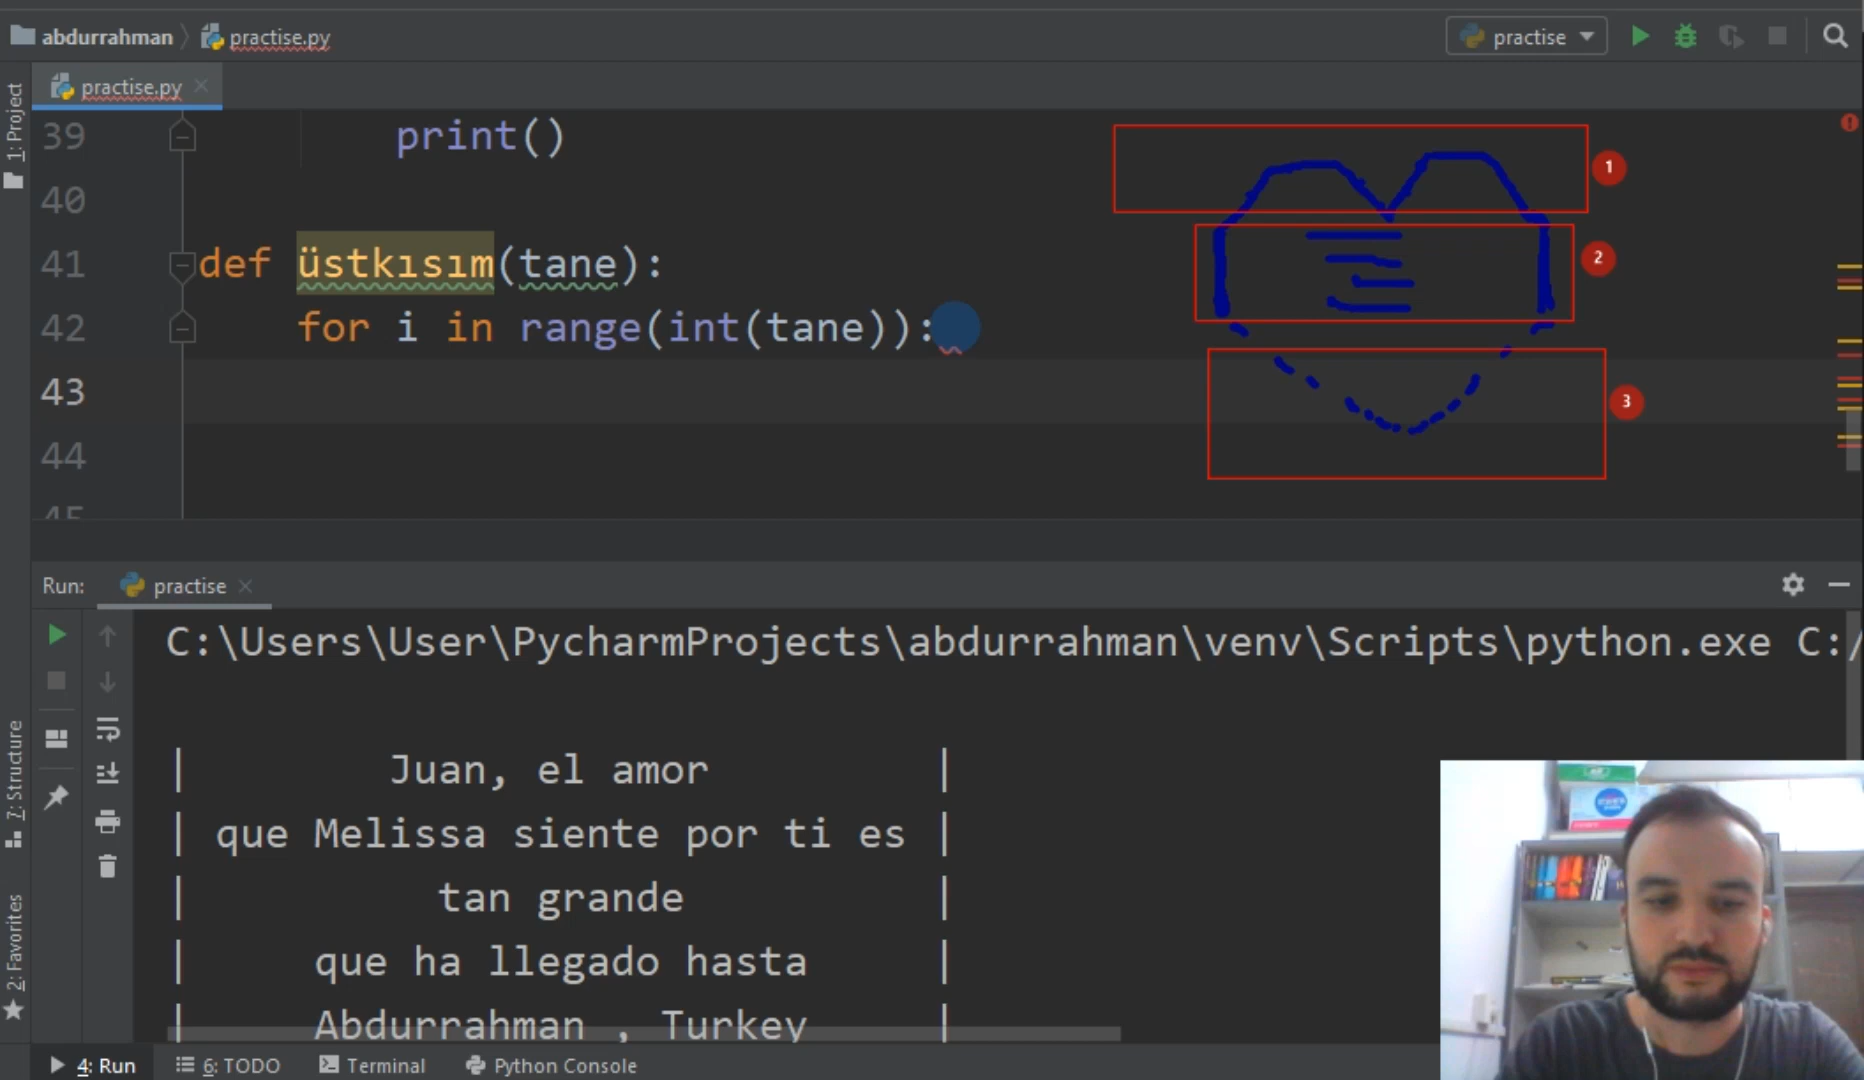 abdurrahman practise.py
practise
practise.py
1: Project
39 print()
40
41 def üstkısım(tane):
42 for i in range(int(tane)):
43
44
45
1
2
3
Run: practise
C:\Users\User\PycharmProjects\abdurrahman\venv\Scripts\python.exe C:/
| Juan, el amor |
| que Melissa siente por ti es |
| tan grande |
| que ha llegado hasta |
| Abdurrahman , Turkey |
7: Structure
2: Favorites
4: Run 6: TODO Terminal Python Console